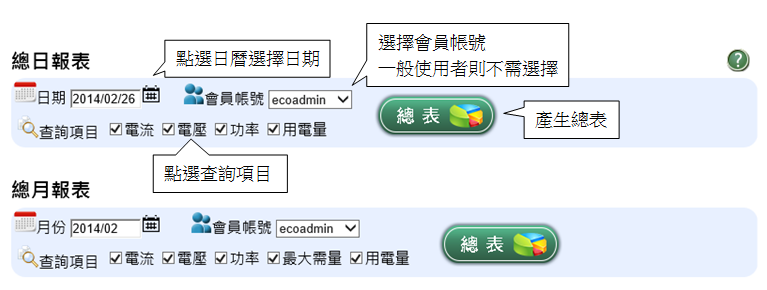 總日報表
點選日曆選擇日期
選擇會員帳號
一般使用者則不需選擇
?
日期 2014/02/26 會員帳號 ecoadmin
總表
產生總表
查詢項目 電流 電壓 功率 用電量
點選查詢項目
總月報表
月份 2014/02 會員帳號 ecoadmin
總表
查詢項目 電流 電壓 功率 最大需量 用電量